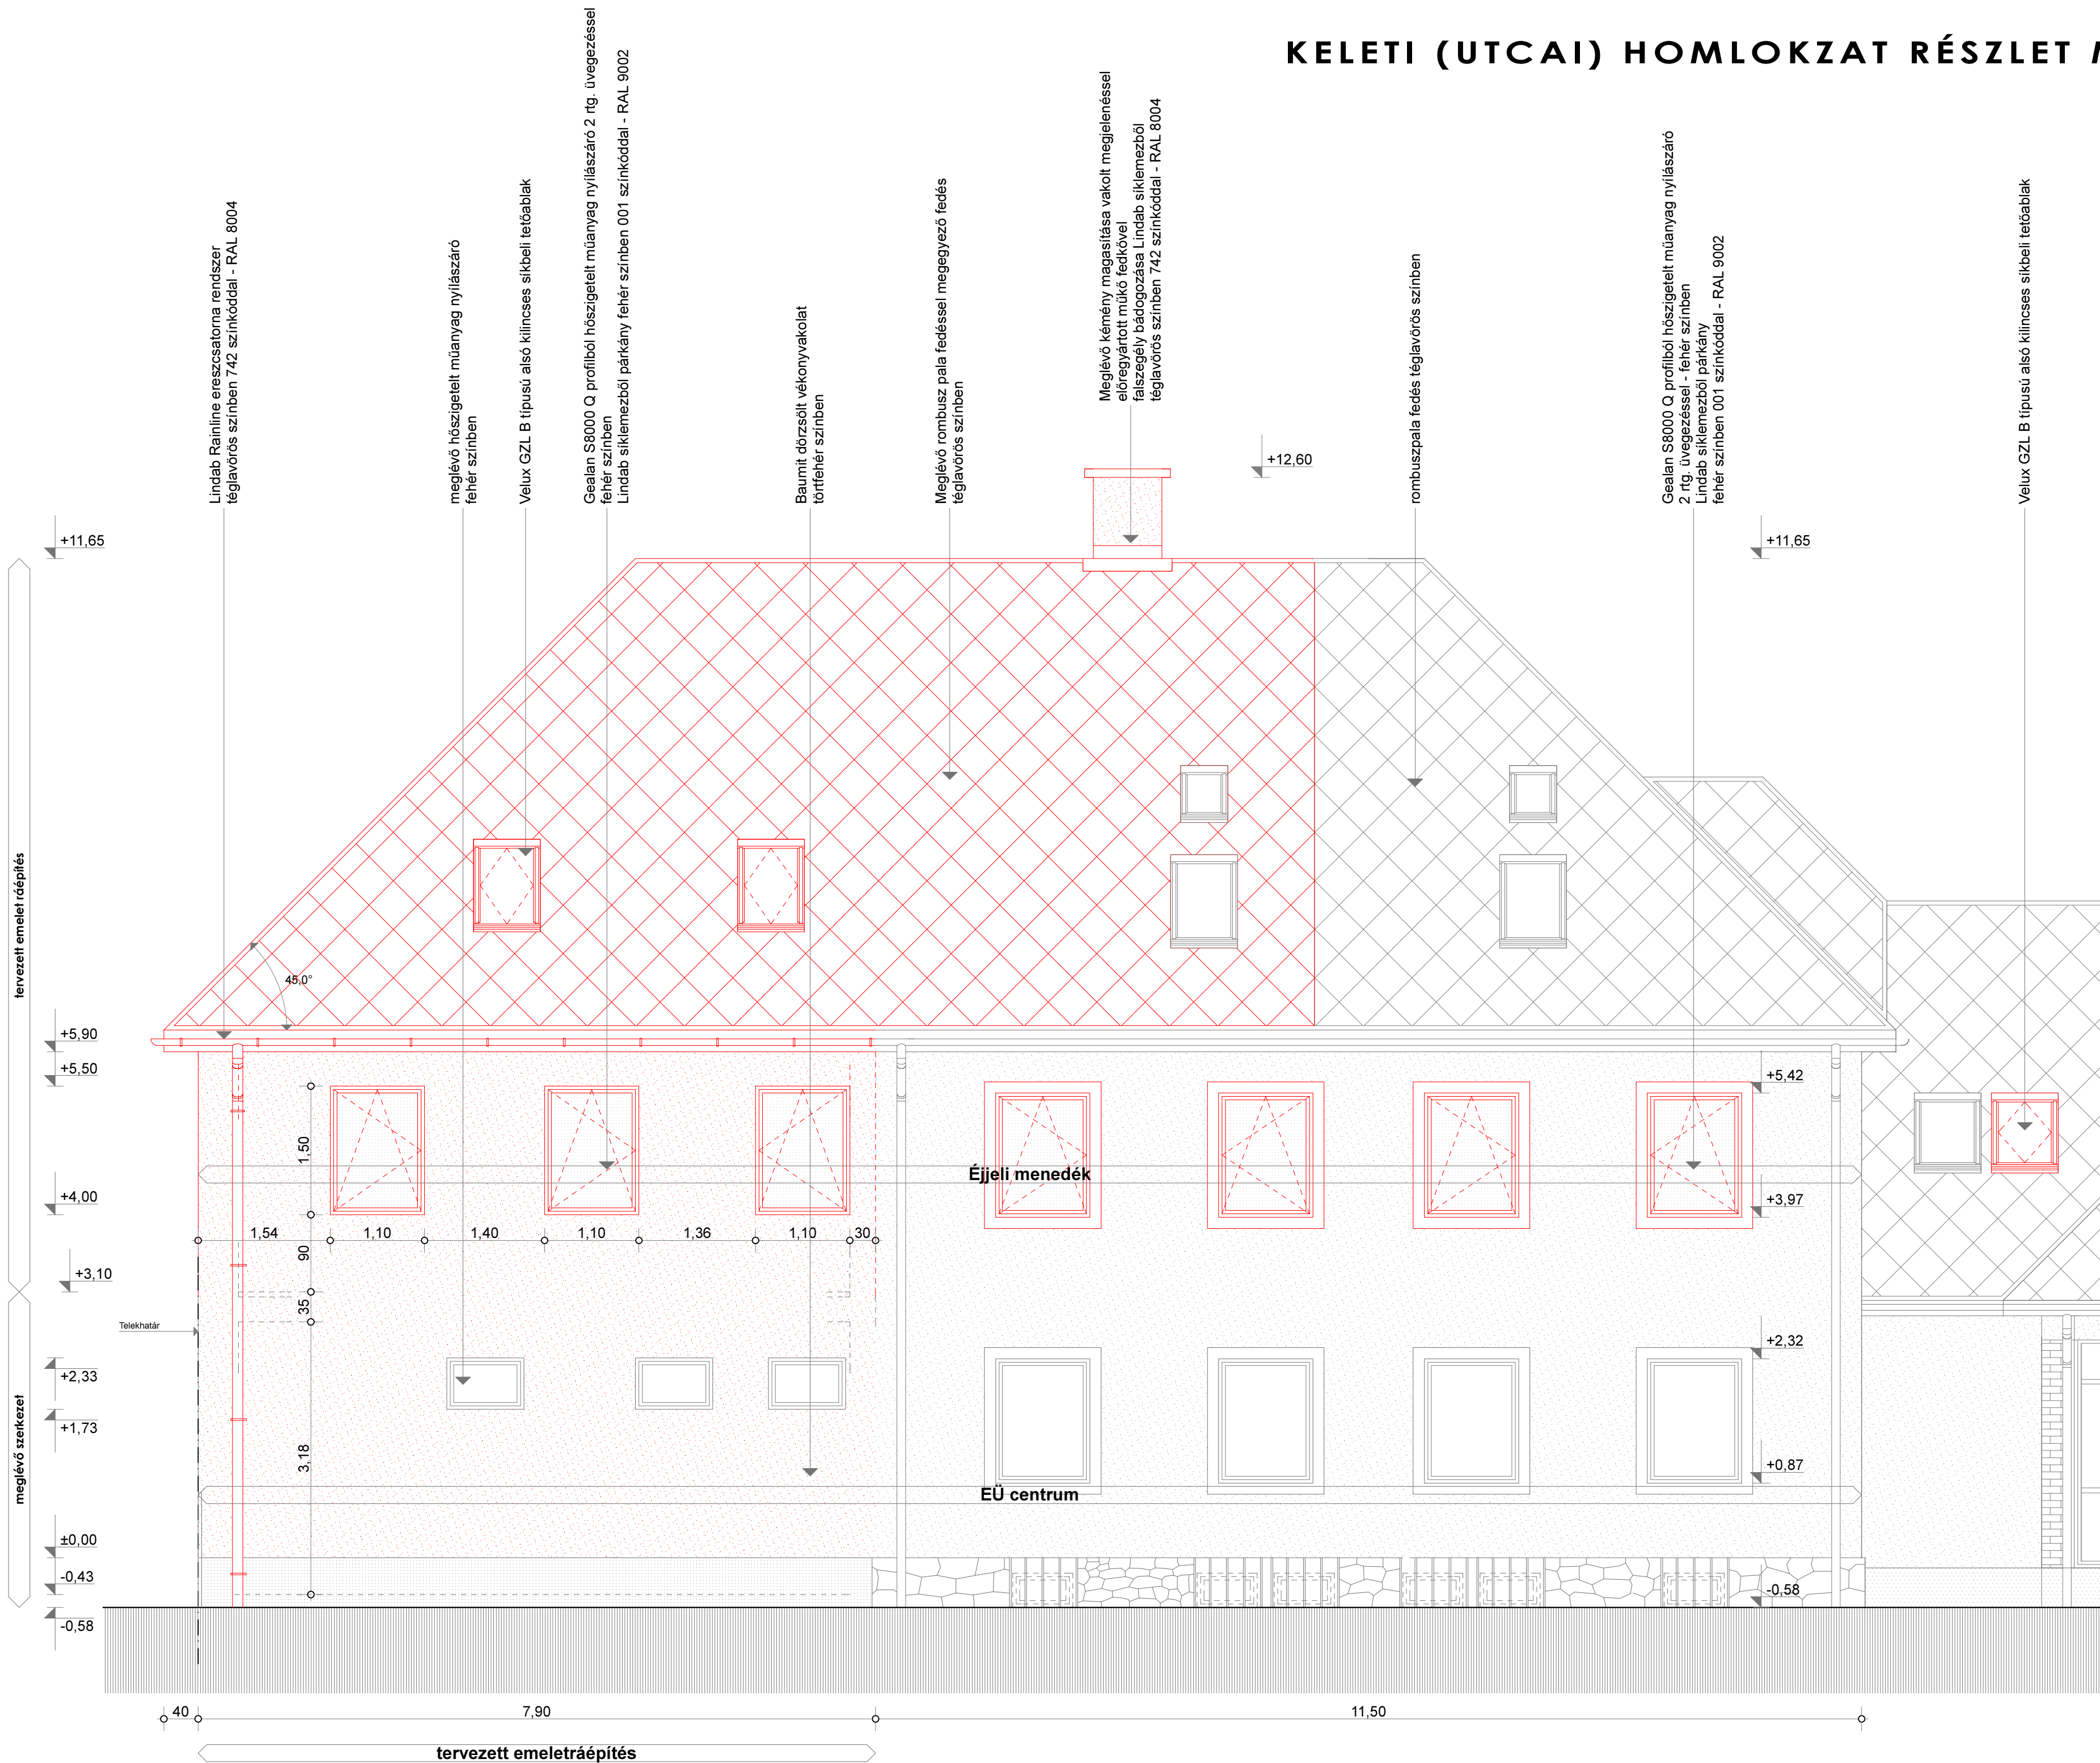 KELETI (UTCAI) HOMLOKZAT RÉSZLET
Lindab Rainline ereszcsatorna rendszer
téglavörös színben 742 színkóddal - RAL 8004
meglévő hőszigetelt műanyag nyílászáró
fehér színben
Velux GZL B típusú alsó kilincses síkbeli tetőablak
Gealan S8000 Q profilból hőszigetelt műanyag nyílászáró 2 rtg. üvegezéssel
fehér színben
Lindab síklemezből párkány fehér színben 001 színkóddal - RAL 9002
Baumit dörzsölt vékonyvakolat
törtfehér színben
Meglévő rombusz pala fedéssel megegyező fedés
téglavörös színben
Meglévő kémény magasítása vakolt megjelenéssel
előregyártott műkő fedkővel
falszegély bádogozása Lindab síklemezből
téglavörös színben 742 színkóddal - RAL 8004
rombuszpala fedés téglavörös színben
Gealan S8000 Q profilból hőszigetelt műanyag nyílászáró
2 rtg. üvegezéssel - fehér színben
Lindab síklemezből párkány
fehér színben 001 színkóddal - RAL 9002
Velux GZL B típusú alsó kilincses síkbeli tetőablak
+12,60
+11,65
+11,65
tervezett emelet ráépítés
45,0°
+5,90
+5,50
+5,42
1,50
Éjjeli menedék
+4,00
+3,97
1,54
1,10
1,40
1,10
1,36
1,10
30
90
+3,10
35
Telekhatár
+2,33
+2,32
+1,73
meglévő szerkezet
3,18
+0,87
EÜ centrum
±0,00
-0,43
-0,58
-0,58
40
7,90
11,50
tervezett emeletráépítés